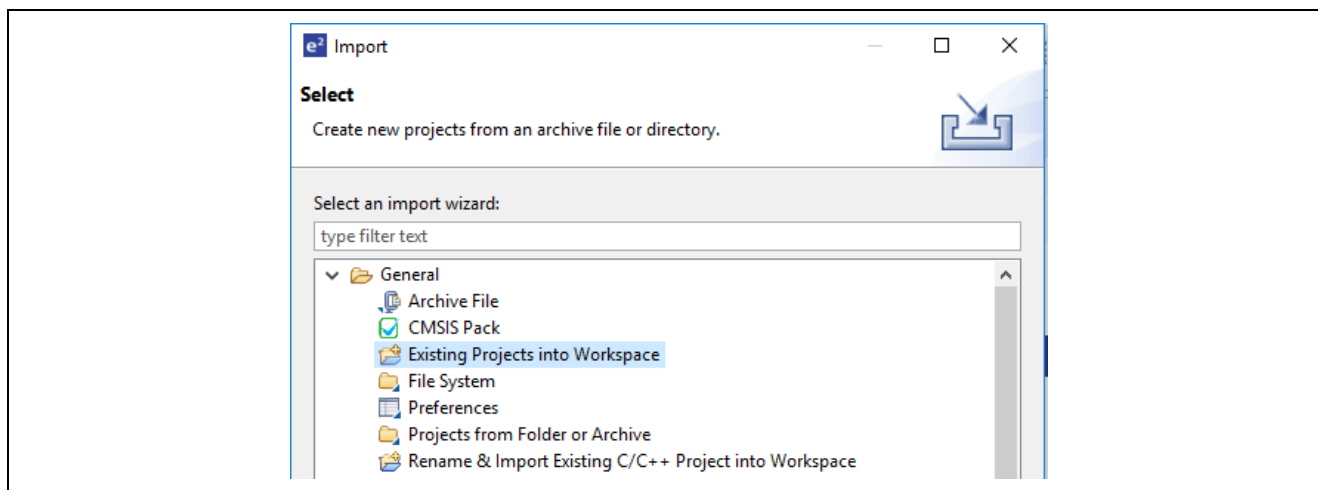 e² Import
Select
Create new projects from an archive file or directory.
Select an import wizard:
type filter text
General
Archive File
CMSIS Pack
Existing Projects into Workspace
File System
Preferences
Projects from Folder or Archive
Rename & Import Existing C/C++ Project into Workspace